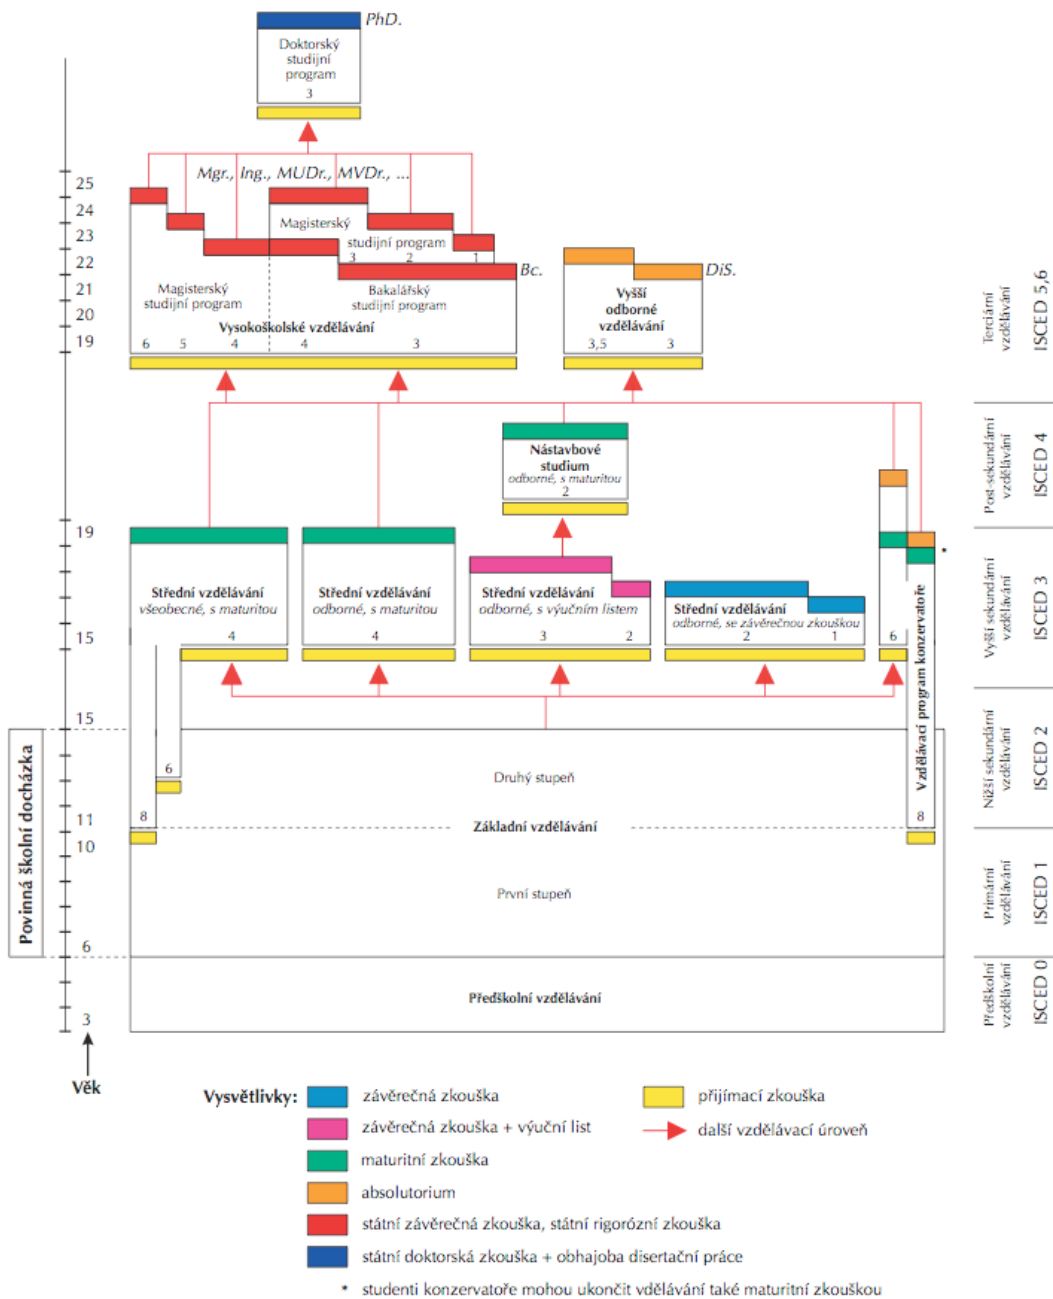 PhD.
Doktorský
studijní
program
3
Mgr., Ing., MUDr., MVDr., ...
25
24
23
22
21
20
19
Magisterský
studijní program
3 2 1
Bc.
DiS.
Magisterský
studijní program
Bakalářský
studijní program
Vysokoškolské vzdělávání
6 5 4 4 3
Vyšší
odborné
vzdělávání
3,5 3
Terciární
vzdělávání
ISCED 5,6
Nástavbové
studium
odborné, s maturitou
2
Post-sekundární
vzdělávání
ISCED 4
19
15
Střední vzdělávání
všeobecné, s maturitou
4
Střední vzdělávání
odborné, s maturitou
4
Střední vzdělávání
odborné, s výučním listem
3 2
Střední vzdělávání
odborné, se závěrečnou zkouškou
2 1
6
*
Vzdělávací program konzervatoře
8
Vyšší sekundární
vzdělávání
ISCED 3
15
11
10
6
3
Věk
Povinná školní docházka
6
8
Druhý stupeň
Základní vzdělávání
První stupeň
Předškolní vzdělávání
Nižší sekundární
vzdělávání
ISCED 2
Primární
vzdělávání
ISCED 1
Předškolní
vzdělávání
ISCED 0
Vysvětlivky:
závěrečná zkouška
závěrečná zkouška + výuční list
maturitní zkouška
absolutorium
státní závěrečná zkouška, státní rigorózní zkouška
státní doktorská zkouška + obhajoba disertační práce
* studenti konzervatoře mohou ukončit vdělávání také maturitní zkouškou
přijímací zkouška
další vzdělávací úroveň